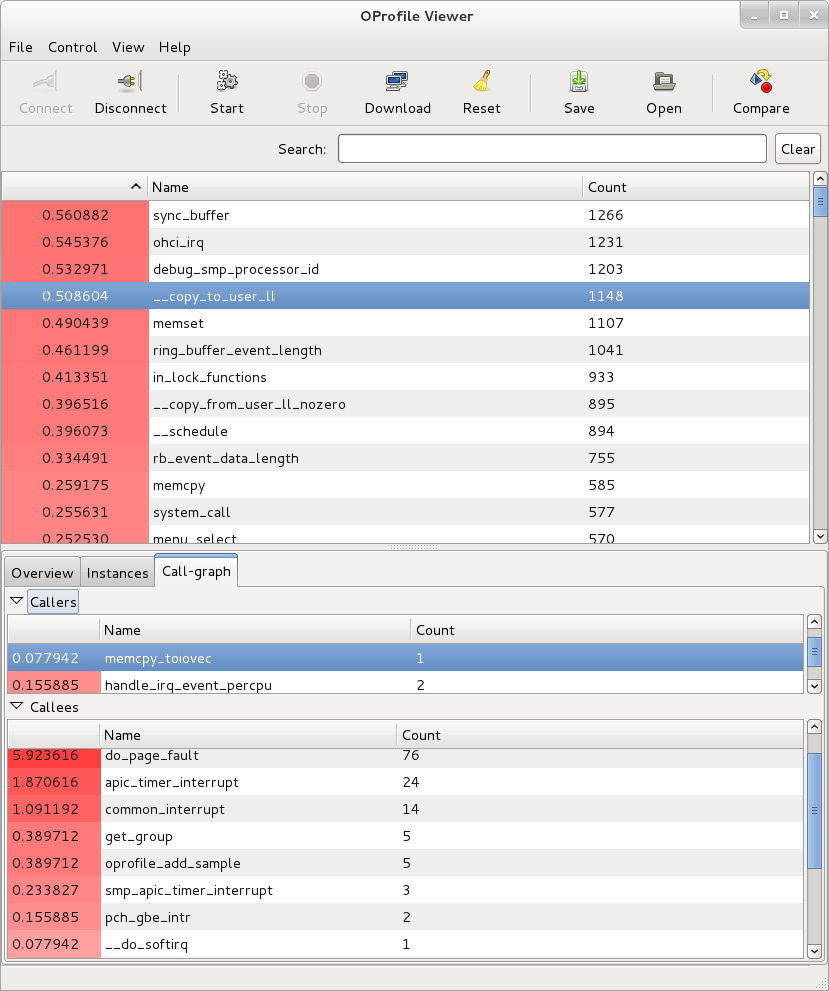 OProfile Viewer
File Control View Help
Connect Disconnect Start Stop Download Reset Save Open Compare
Search: Clear
Name Count
0.560882 sync_buffer 1266
0.545376 ohci_irq 1231
0.532971 debug_smp_processor_id 1203
0.508604 __copy_to_user_ll 1148
0.490439 memset 1107
0.461199 ring_buffer_event_length 1041
0.413351 in_lock_functions 933
0.396516 __copy_from_user_ll_nozero 895
0.396073 __schedule 894
0.334491 rb_event_data_length 755
0.259175 memcpy 585
0.255631 system_call 577
0.252530 menu_select 570
Overview Instances Call-graph
Callers
Name Count
0.077942 memcpy_toiovec 1
0.155885 handle_irq_event_percpu 2
Callees
Name Count
5.923616 do_page_fault 76
1.870616 apic_timer_interrupt 24
1.091192 common_interrupt 14
0.389712 get_group 5
0.389712 oprofile_add_sample 5
0.233827 smp_apic_timer_interrupt 3
0.155885 pch_gbe_intr 2
0.077942 __do_softirq 1